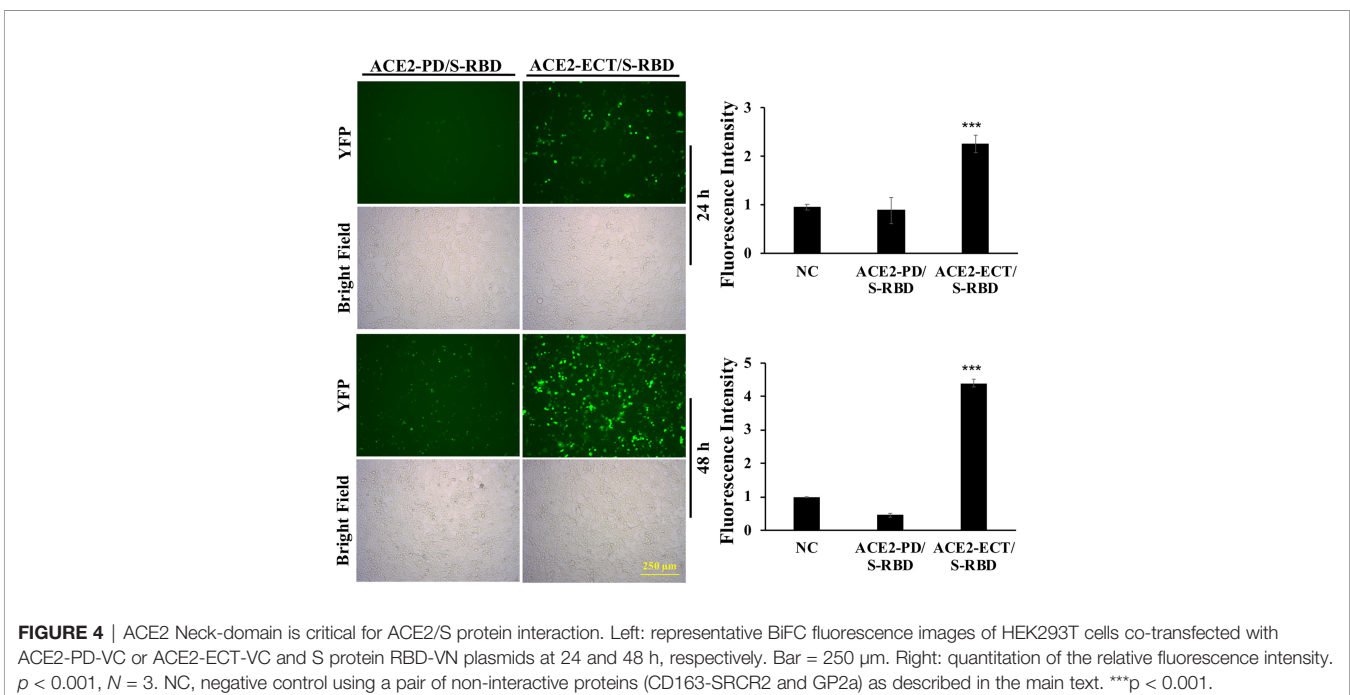 ACE2-PD/S-RBD ACE2-ECT/S-RBD
YFP
Bright Field
24 h
YFP
Bright Field
48 h
250 µm
Fluorescence Intensity
3
2
1
0
***
NC
ACE2-PD/
S-RBD
ACE2-ECT/
S-RBD
Fluorescence Intensity
5
4
3
2
1
0
***
NC
ACE2-PD/
S-RBD
ACE2-ECT/
S-RBD
FIGURE 4 | ACE2 Neck-domain is critical for ACE2/S protein interaction. Left: representative BiFC fluorescence images of HEK293T cells co-transfected with
ACE2-PD-VC or ACE2-ECT-VC and S protein RBD-VN plasmids at 24 and 48 h, respectively. Bar = 250 µm. Right: quantitation of the relative fluorescence intensity.
p < 0.001, N = 3. NC, negative control using a pair of non-interactive proteins (CD163-SRCR2 and GP2a) as described in the main text. ***p < 0.001.